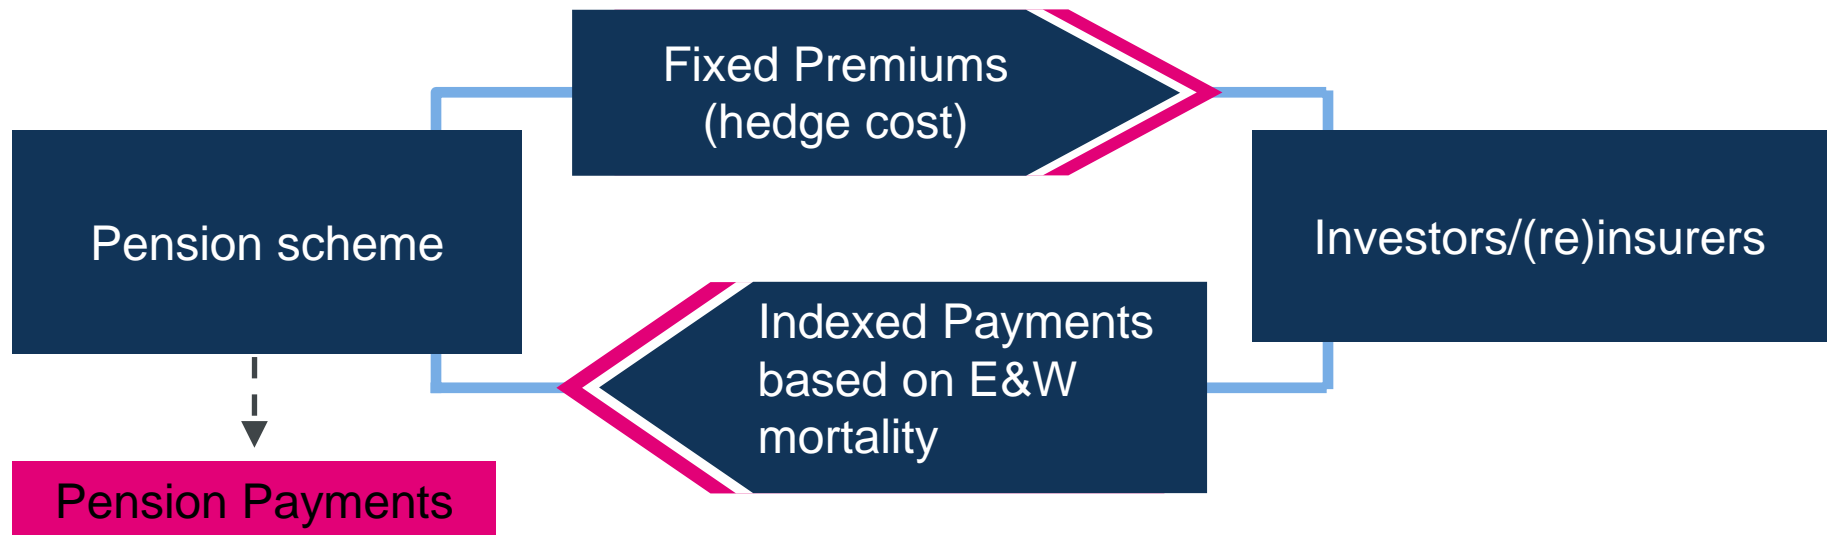 Fixed Premiums
(hedge cost)
Pension scheme
Investors/(re)insurers
Indexed Payments
based on E&W
mortality
Pension Payments